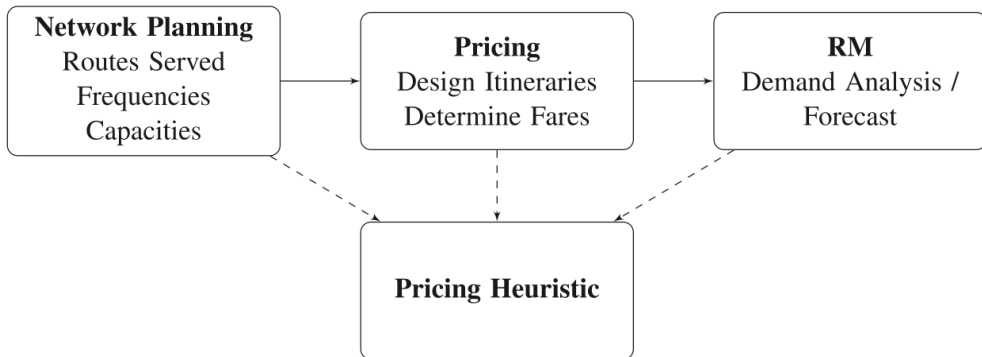 Network Planning
Routes Served
Frequencies
Capacities
Pricing
Design Itineraries
Determine Fares
RM
Demand Analysis /
Forecast
Pricing Heuristic